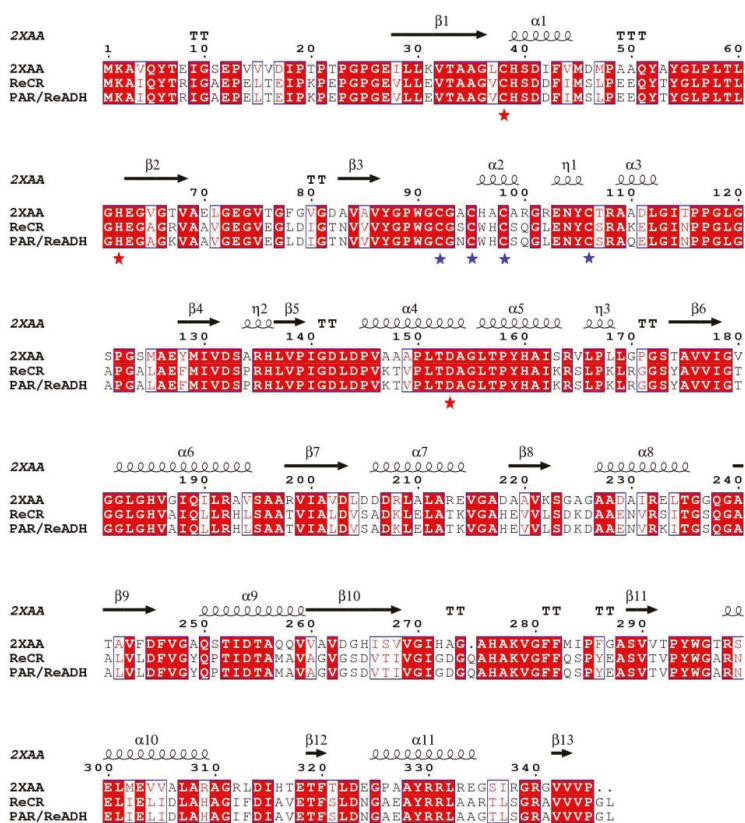 β1 α1
2XAA TT TTT
1 10 20 30 40 50 60
2XAA MKAVQYTEIGSEPVVVDIPTPTPGPGEILLKVTAAGLCHSDIFVMDMPAAQYAYGLPLTL
ReCR MKAIQYTRIGAEPELTEIPKPEPGPGEVLLEVTAAGVCHSDDFIMSLPEEQYTYGLPLTL
PAR/ReADH MKAIQYTRIGAEPELTEIPKPEPGPGEVLLEVTAAGVCHSDDFIMSLPEEQYTYGLPLTL
β2 β3 α2 η1 α3
2XAA TT
70 80 90 100 110 120
2XAA GHEGVGTVAELGEGVTGFGVGDAVAVYGPWGCGACHACARGRENYCTRAADLGITPPGLG
ReCR GHEGAGRVAAVGEGVEGLDIGTNVVVYGPWGCGSCWHCSQGLENYCSRAKELGINPPGLG
PAR/ReADH GHEGAGKVAAVGEGVEGLDIGTNVVVYGPWGCGNCWHCSQGLENYCSRAQELGINPPGLG
β4 η2 β5 α4 α5 η3 β6
2XAA TT TT
130 140 150 160 170 180
2XAA SPGSMAEYMIVDSARHLVPIGDLDPVAAAPLTDAGLTPYHAISRVLPLLGPGSTAVVIGV
ReCR APGALAEFMIVDSPRHLVPIGDLDPVKTVPLTDAGLTPYHAIKRSLPKLRGGSYAVVIGT
PAR/ReADH APGALAEFMIVDSPRHLVPIGDLDPVKTVPLTDAGLTPYHAIKRSLPKLRGGSYAVVIGT
α6 β7 α7 β8 α8
2XAA
190 200 210 220 230 240
2XAA GGLGHVGIQILRAVSAARVIAVDLDDDRLALAREVGADAAVKSGAGAADAIRELTGGQGA
ReCR GGLGHVAIQLLRHLSAATVIALDVSADKLELATKVGAHEVVLSDKDAAENVRSITGSQGA
PAR/ReADH GGLGHVAIQLLRHLSAATVIALDVSADKLELATKVGAHEVVLSDKDAAENVRKITGSQGA
β9 α9 β10 β11
2XAA TT TT TT
250 260 270 280 290
2XAA TAVFDFVGAQSTIDTAQQVVAVDGHISVVGIHAG.AHAKVGFFMIPFGASVVTPYWGTRS
ReCR ALVLDFVGYQPTIDTAMAVAGVGSDVTIVGIGDGQAHAKVGFFQSPYEASVTVPYWGARN
PAR/ReADH ALVLDFVGYQPTIDTAMAVAGVGSDVTIVGIGDGQAHAKVGFFQSPYEASVTVPYWGARN
α10 β12 α11 β13
2XAA
300 310 320 330 340
2XAA ELMEVVALARAGRLDIHTETFTLDEGPAAYRRLREGSIRGRGVVVP..
ReCR ELIELIDLAHAGIFDIAVETFSLDNGAEAYRRLAARTLSGRAVVVPGL
PAR/ReADH ELIELIDLAHAGIFDIAVETFSLDNGAEAYRRLAAGTLSGRAVVVPGL